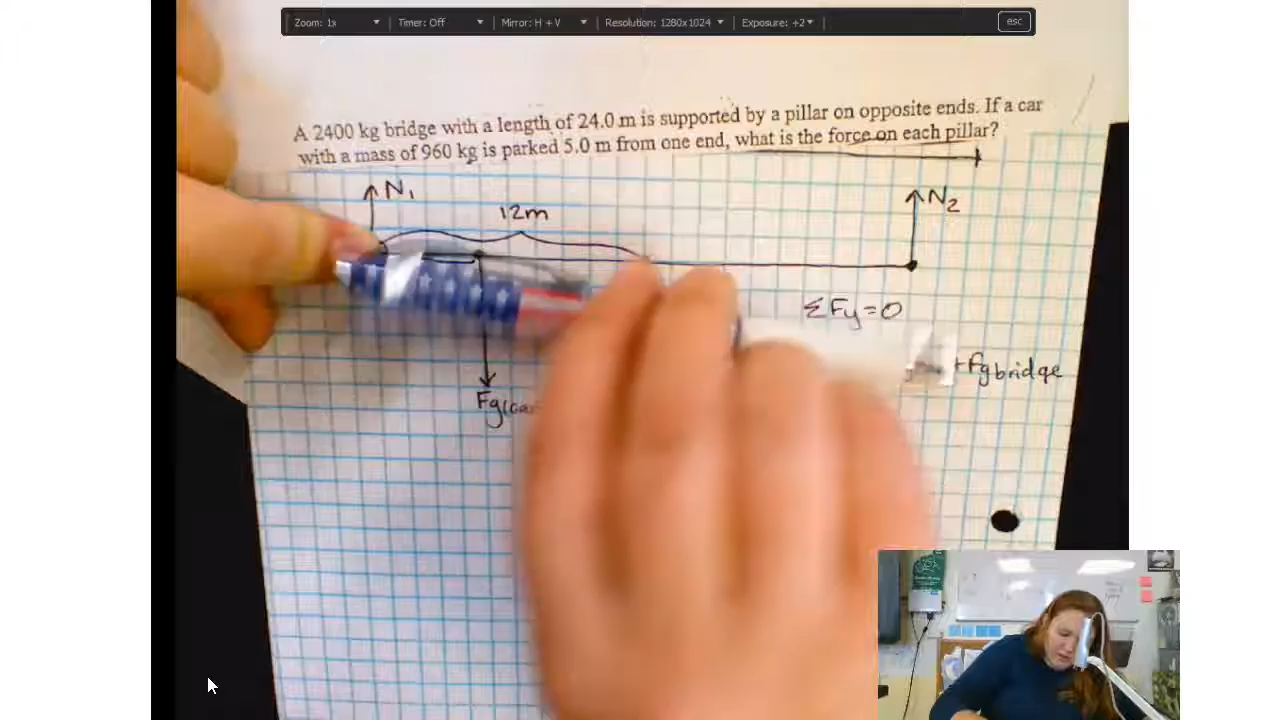 Zoom: 1x Timer: Off Mirror: H + V Resolution: 1280x1024 Exposure: +2 esc
A 2400 kg bridge with a length of 24.0 m is supported by a pillar on opposite ends. If a car
with a mass of 960 kg is parked 5.0 m from one end, what is the force on each pillar?
N₁
12m
N₂
ΣFy=0
+Fgbridge
Fg